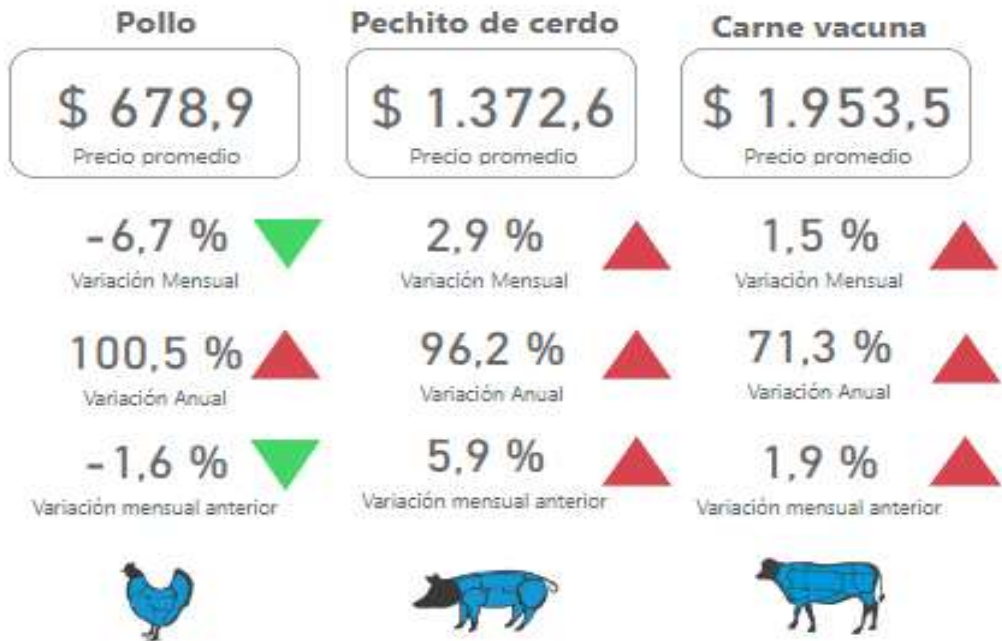 Pollo
$ 678,9
Precio promedio
-6,7 %
Variación Mensual
100,5 %
Variación Anual
-1,6 %
Variación mensual anterior
Pechito de cerdo
$ 1.372,6
Precio promedio
2,9 %
Variación Mensual
96,2 %
Variación Anual
5,9 %
Variación mensual anterior
Carne vacuna
$ 1.953,5
Precio promedio
1,5 %
Variación Mensual
71,3 %
Variación Anual
1,9 %
Variación mensual anterior